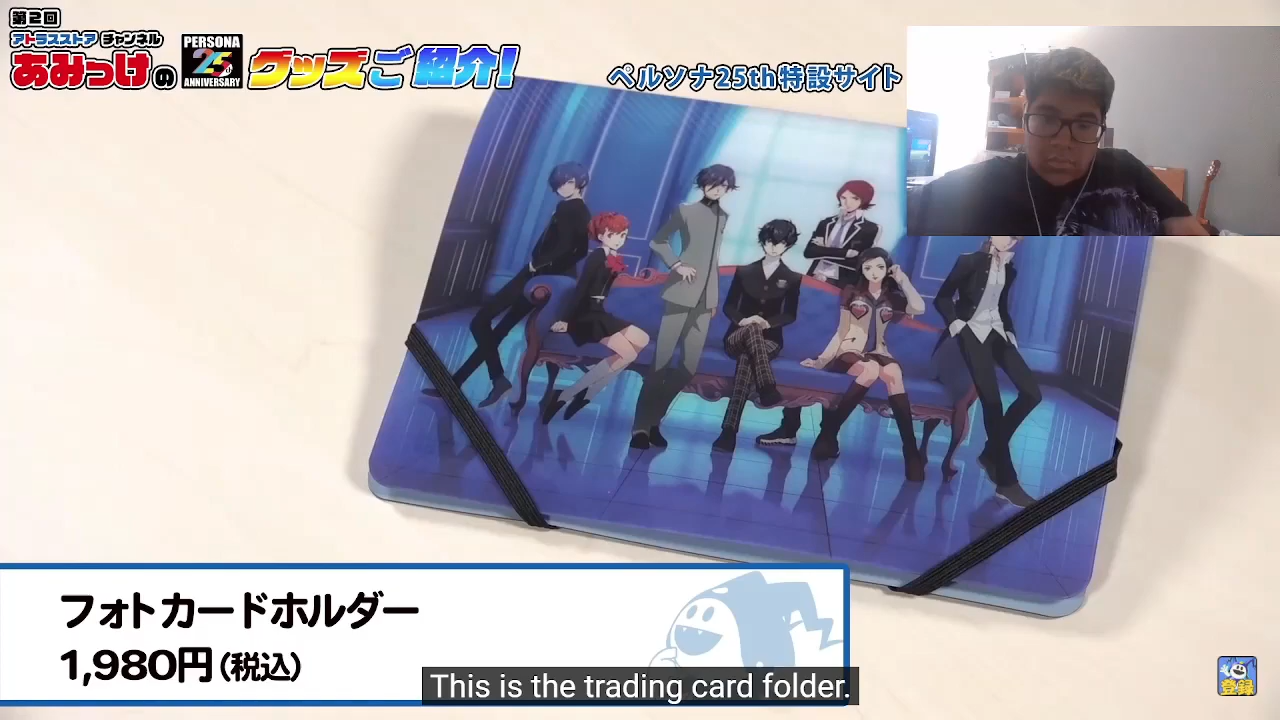 第2回
アトラスストア チャンネル
あみっけの
PERSONA
25th
ANNIVERSARY
グッズご紹介!
ペルソナ25th特設サイト
フォトカードホルダー
1,980円(税込)
This is the trading card folder.
登録